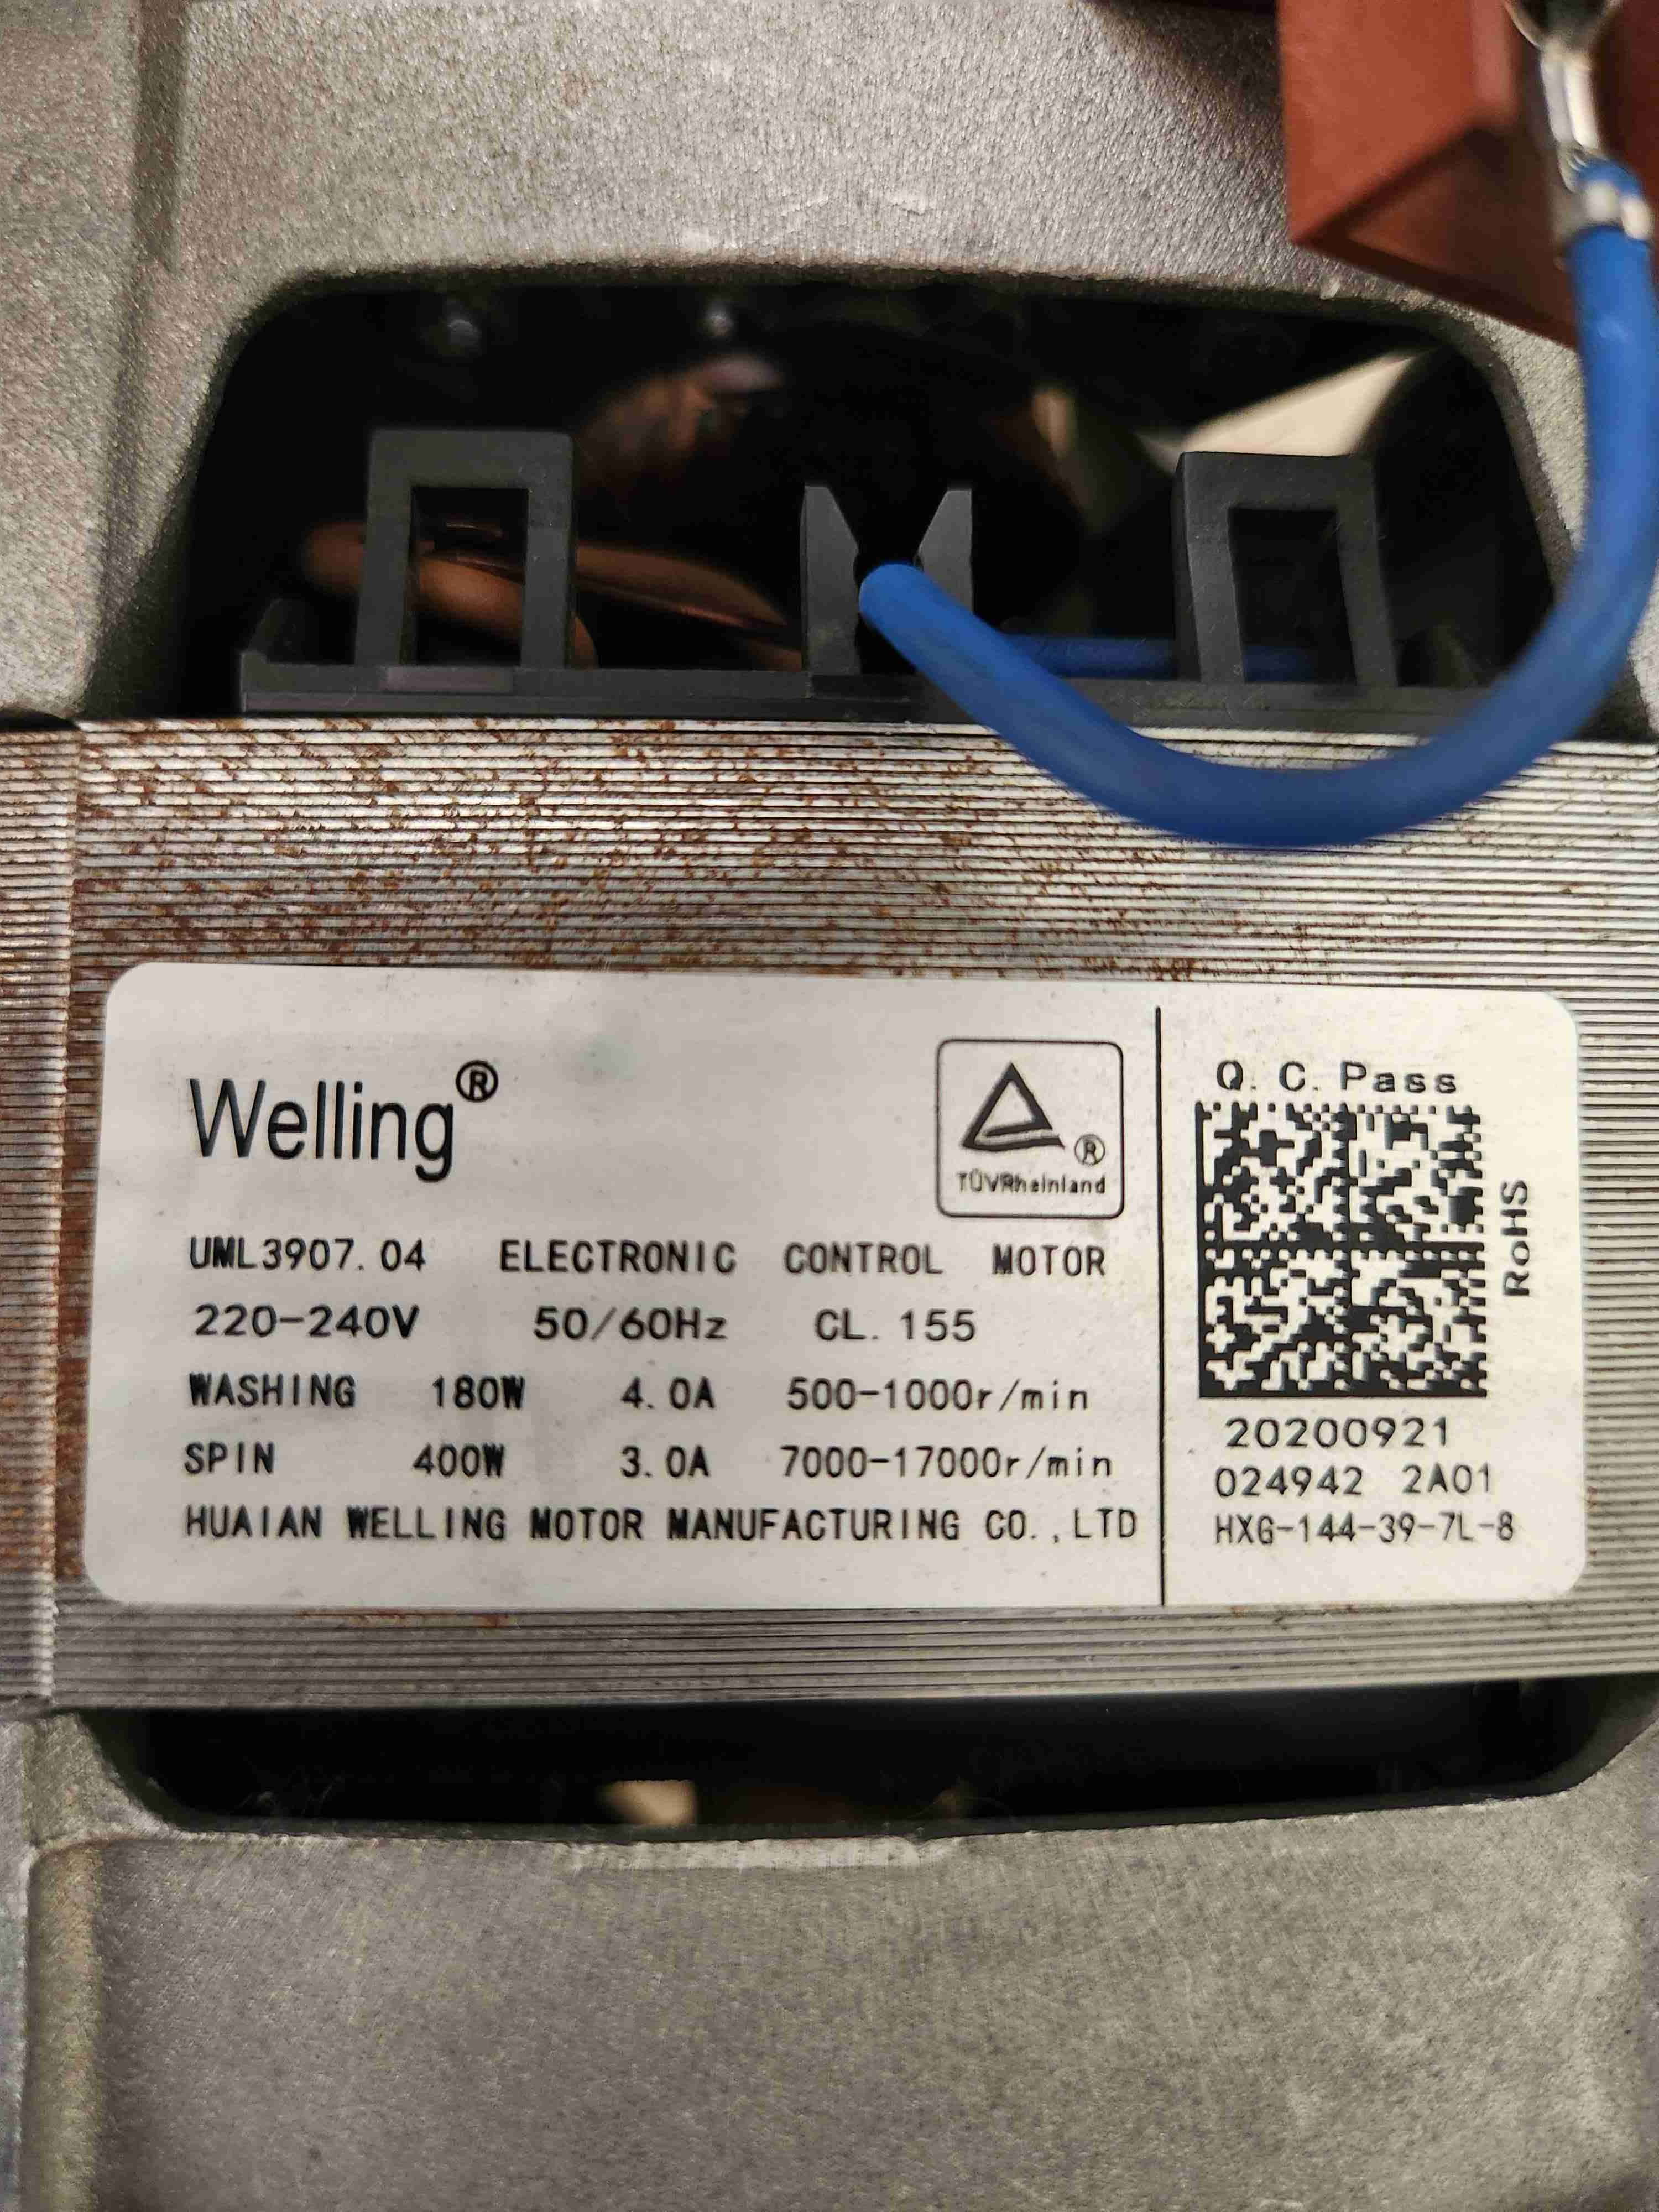 Welling®
®
TÜVRheinland
UML3907.04 ELECTRONIC CONTROL MOTOR
220-240V 50/60Hz CL.155
WASHING 180W 4.0A 500-1000r/min
SPIN 400W 3.0A 7000-17000r/min
HUAIAN WELLING MOTOR MANUFACTURING CO.,LTD
Q.C.Pass
RoHS
20200921
024942 2A01
HXG-144-39-7L-8